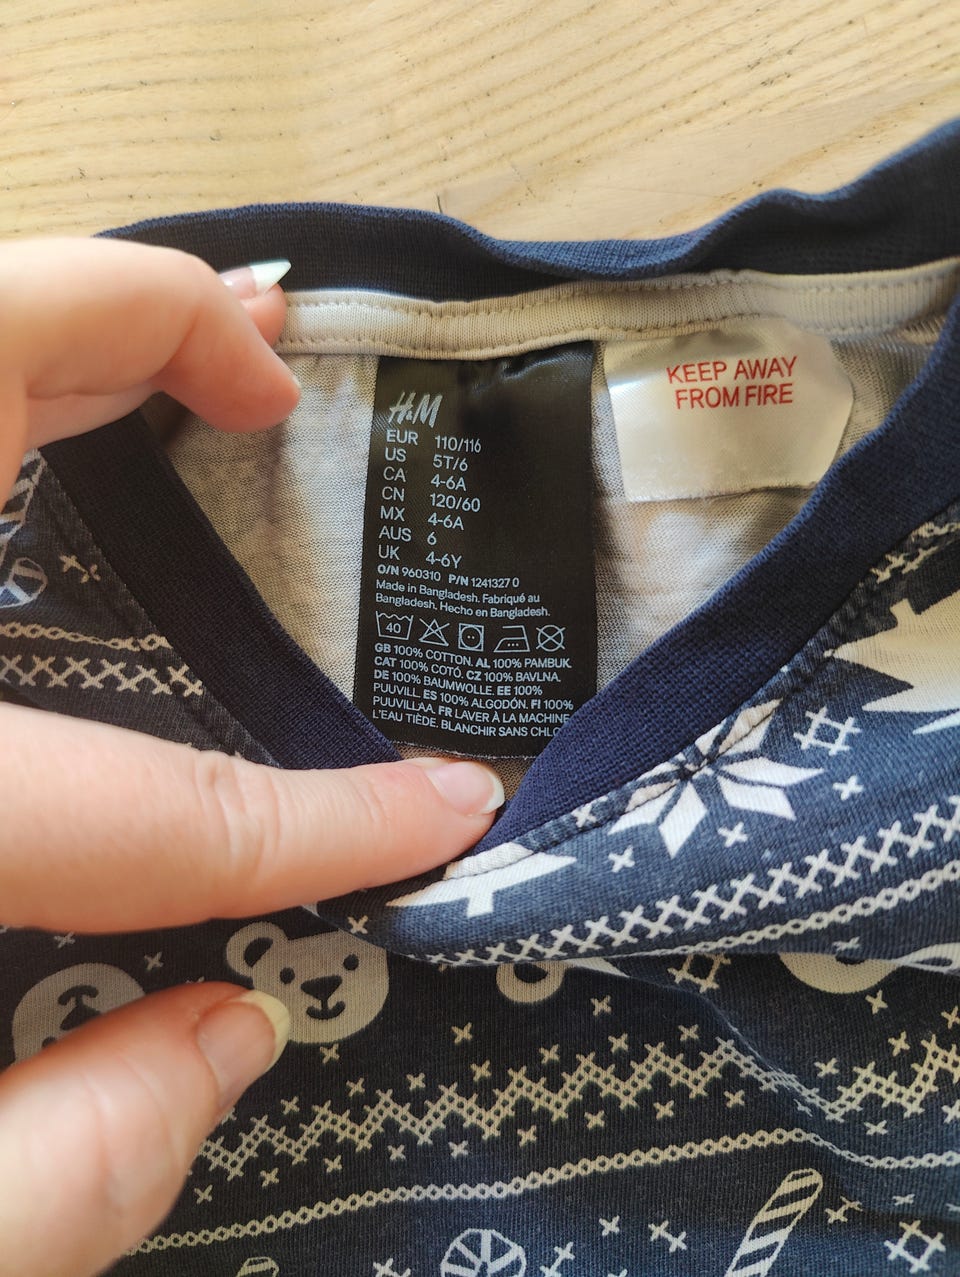 H&M
EUR 110/116
US 5T/6
CA 4-6A
CN 120/60
MX 4-6A
AUS 6
UK 4-6Y
O/N 960310 P/N 1241327 0
Made in Bangladesh. Fabriqué au
Bangladesh. Hecho en Bangladesh.
40
GB 100% COTTON. AL 100% PAMBUK.
CAT 100% COTÓ. CZ 100% BAVLNA.
DE 100% BAUMWOLLE. EE 100%
PUUVILL. ES 100% ALGODÓN. FI 100%
PUUVILLAA. FR LAVER À LA MACHINE
L'EAU TIÈDE. BLANCHIR SANS
KEEP AWAY
FROM FIRE